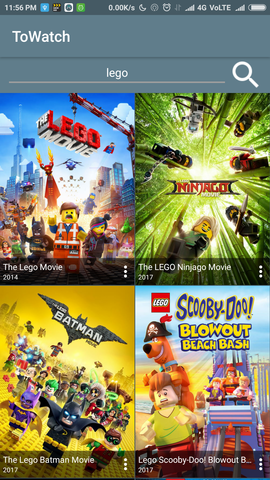 11:56 PM
0.00K/s
4G VoLTE
ToWatch
lego
THE LEGO MOVIE
The Lego Movie
2014
THE LEGO NINJAGO MOVIE
The LEGO Ninjago Movie
2017
THE LEGO BATMAN MOVIE
The Lego Batman Movie
2017
LEGO
SCOOBY-DOO!
BLOWOUT
BEACH BASH
Lego Scooby-Doo! Blowout B...
2017